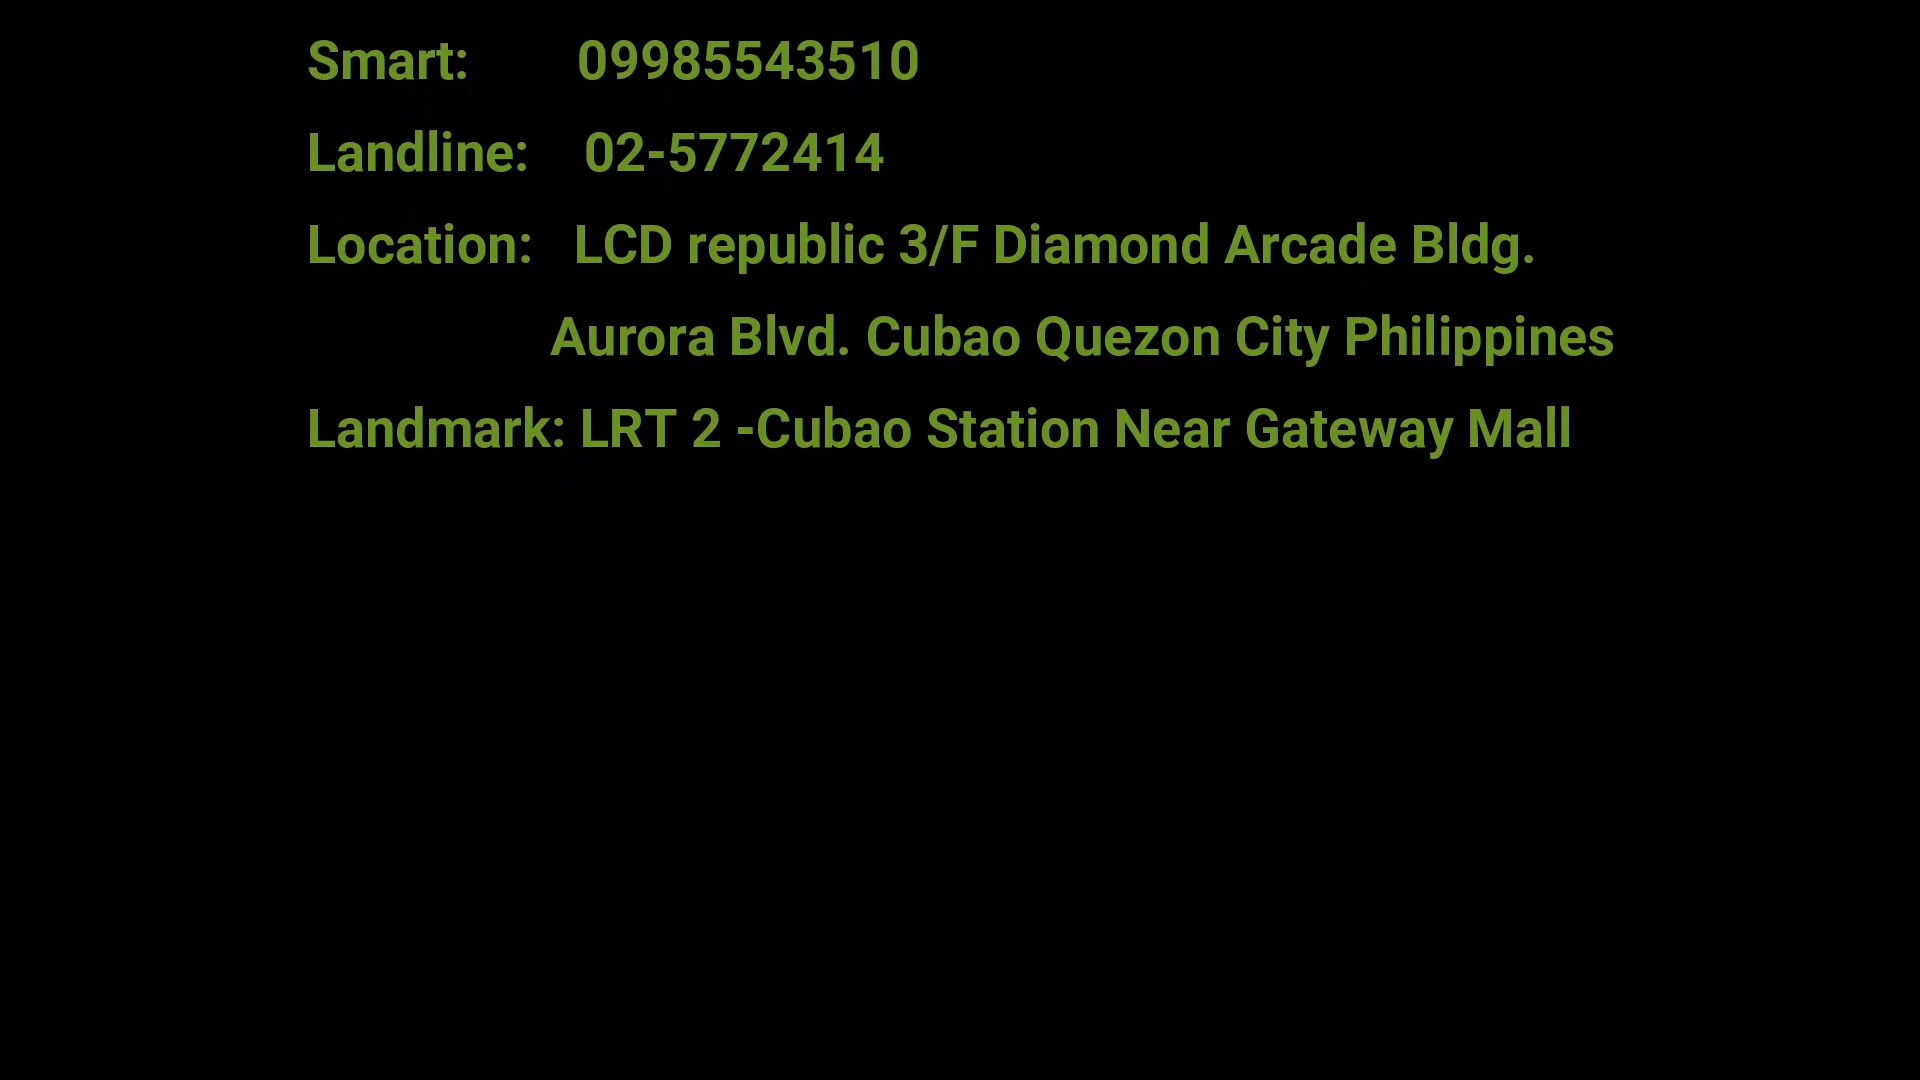 Smart: 09985543510
Landline: 02-5772414
Location: LCD republic 3/F Diamond Arcade Bldg.
Aurora Blvd. Cubao Quezon City Philippines
Landmark: LRT 2 -Cubao Station Near Gateway Mall